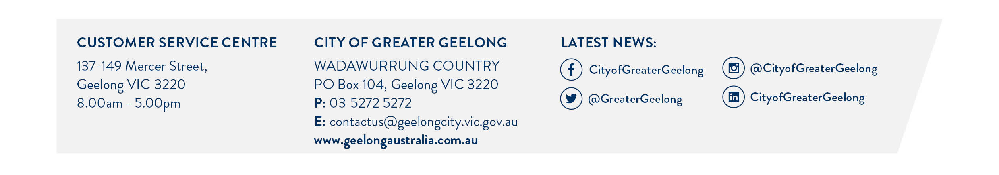 CUSTOMER SERVICE CENTRE
137-149 Mercer Street,
Geelong VIC 3220
8.00am – 5.00pm
CITY OF GREATER GEELONG
WADAWURRUNG COUNTRY
PO Box 104, Geelong VIC 3220
P: 03 5272 5272
E: contactus@geelongcity.vic.gov.au
www.geelongaustralia.com.au
LATEST NEWS:
CityofGreaterGeelong
@GreaterGeelong
@CityofGreaterGeelong
CityofGreaterGeelong